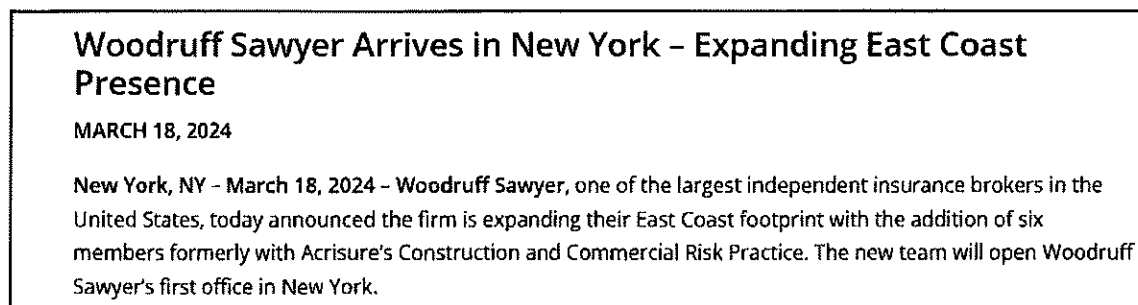 Woodruff Sawyer Arrives in New York – Expanding East Coast
Presence
MARCH 18, 2024
New York, NY – March 18, 2024 – Woodruff Sawyer, one of the largest independent insurance brokers in the
United States, today announced the firm is expanding their East Coast footprint with the addition of six
members formerly with Acrisure's Construction and Commercial Risk Practice. The new team will open Woodruff
Sawyer's first office in New York.